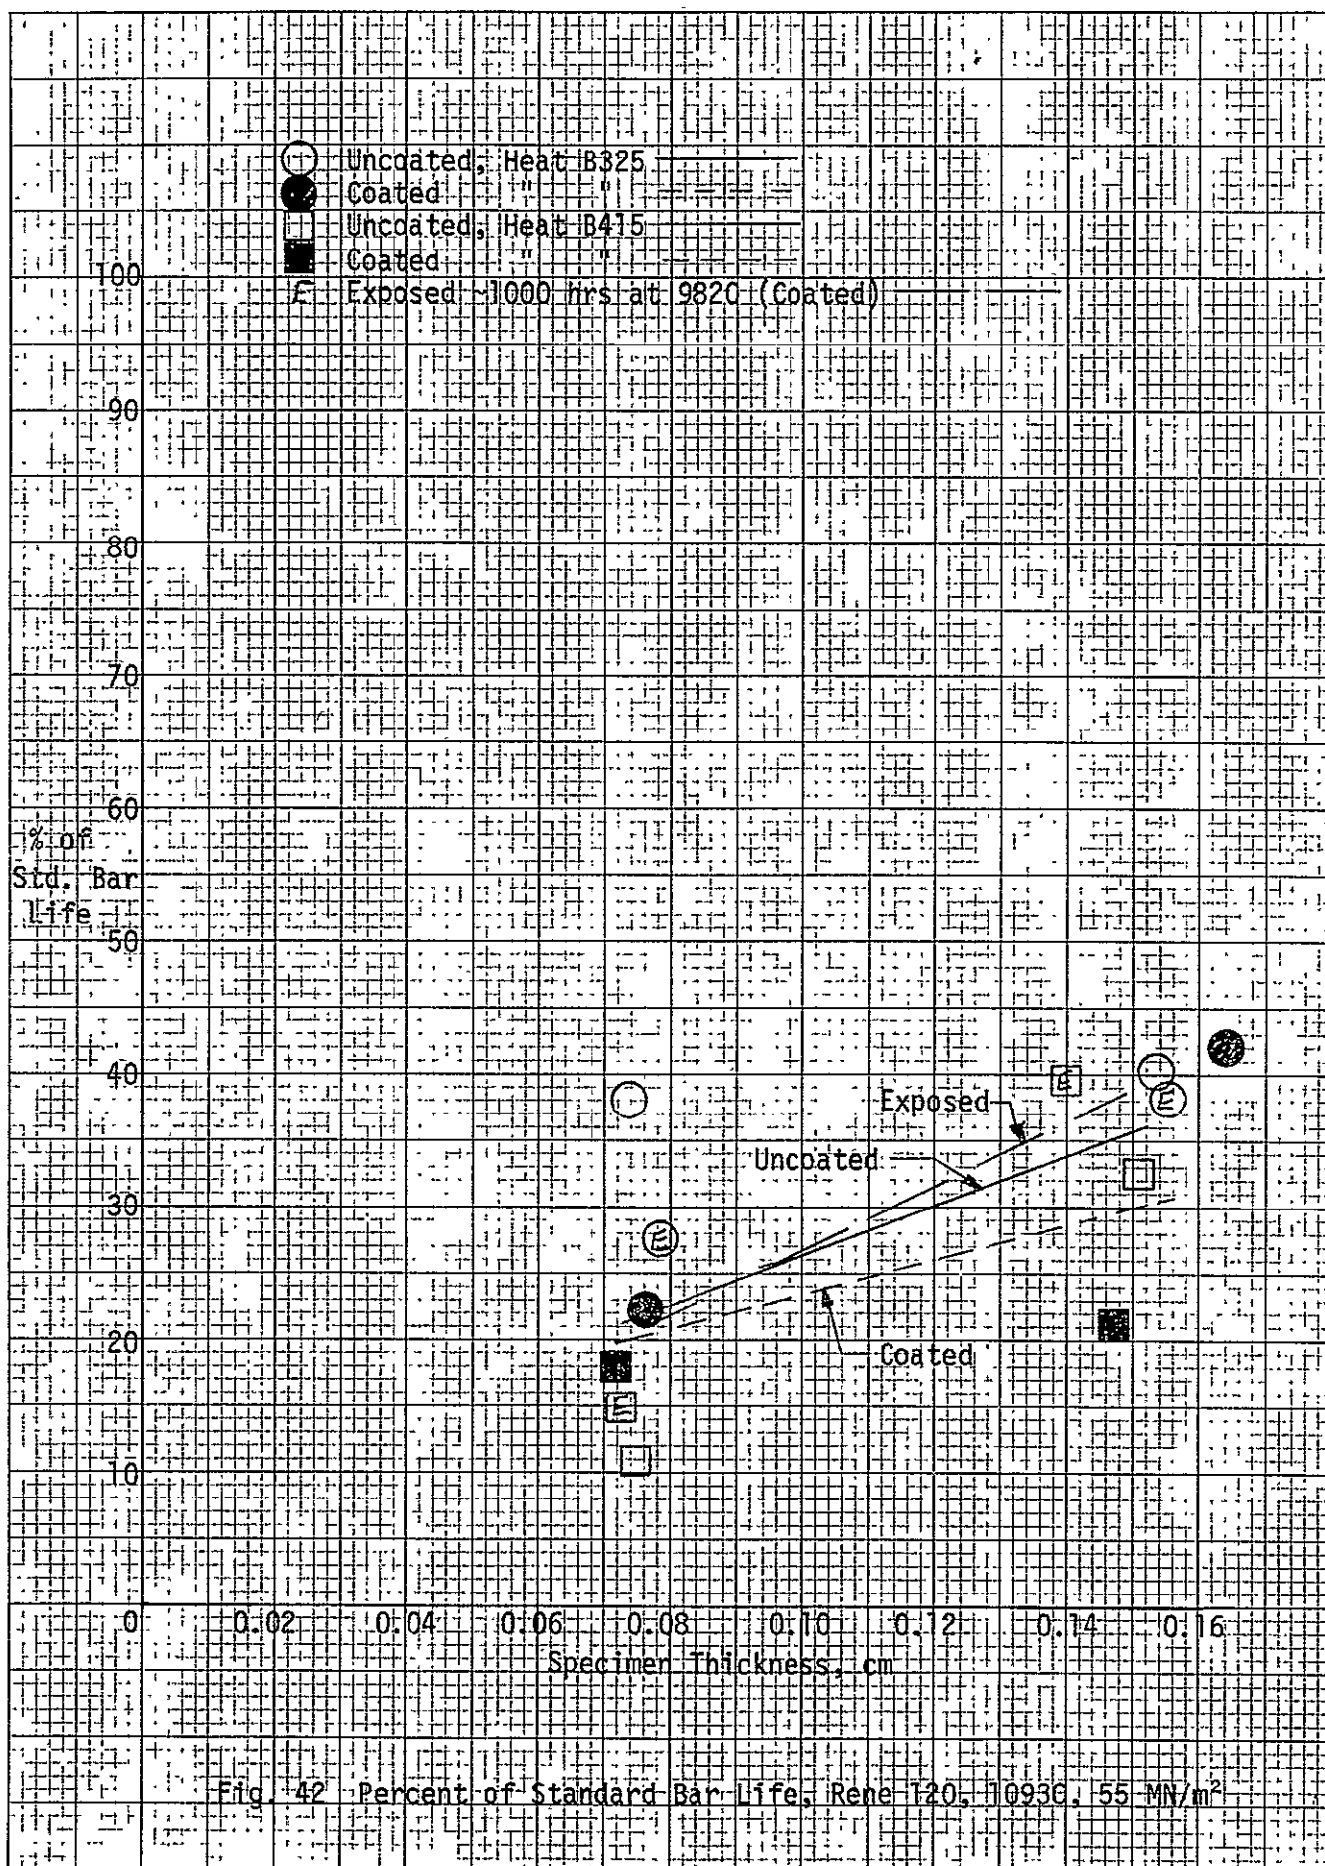 Uncoated, Heat B325
Coated " "
Uncoated, Heat B415
Coated " "
E Exposed ~1000 hrs at 982C (Coated)
100
90
80
70
60
% of
Std. Bar
Life
50
40
E
E
Exposed
Uncoated
30
E
20
Coated
E
10
0 0.02 0.04 0.06 0.08 0.10 0.12 0.14 0.16
Specimen Thickness, cm
Fig. 42 Percent of Standard Bar Life, Rene 120, 1093C, 55 MN/m²